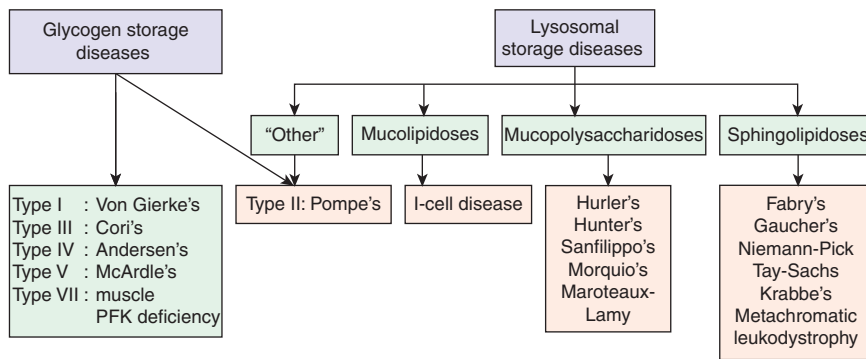 Glycogen storage
diseases
Lysosomal
storage diseases
“Other”
Mucolipidoses
Mucopolysaccharidoses
Sphingolipidoses
Type I : Von Gierke’s
Type III : Cori’s
Type IV : Andersen’s
Type V : McArdle’s
Type VII : muscle
PFK deficiency
Type II: Pompe’s
I-cell disease
Hurler’s
Hunter’s
Sanfilippo’s
Morquio’s
Maroteaux-
Lamy
Fabry’s
Gaucher’s
Niemann-Pick
Tay-Sachs
Krabbe’s
Metachromatic
leukodystrophy